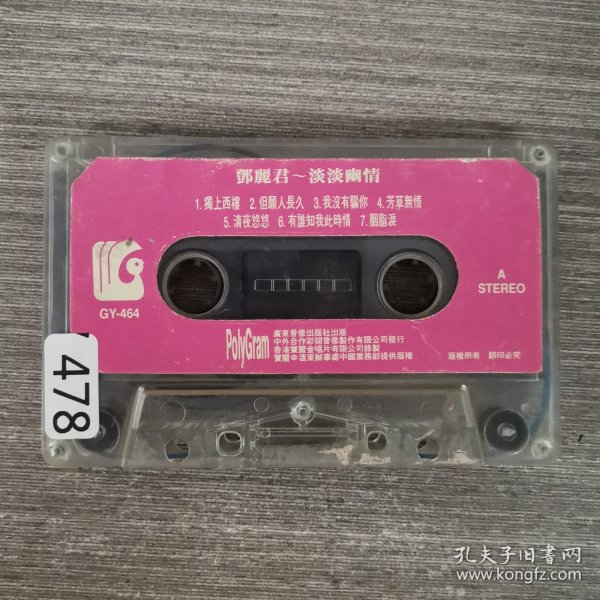 鄧麗君～淡淡幽情
1.獨上西樓 2.但願人長久 3.我沒有騙你 4.芳草無情
5.清夜悠悠 6.有誰知我此時情 7.胭脂淚
A
STEREO
GY-464
PolyGram
廣東音像出版社出版
中外合作彩翎音像製作有限公司發行
香港寶麗金唱片有限公司錄製
寶麗金遠東辦事處中國業務部提供版權
版權所有 翻印必究
478
孔夫子旧书网
www.kongfz.com